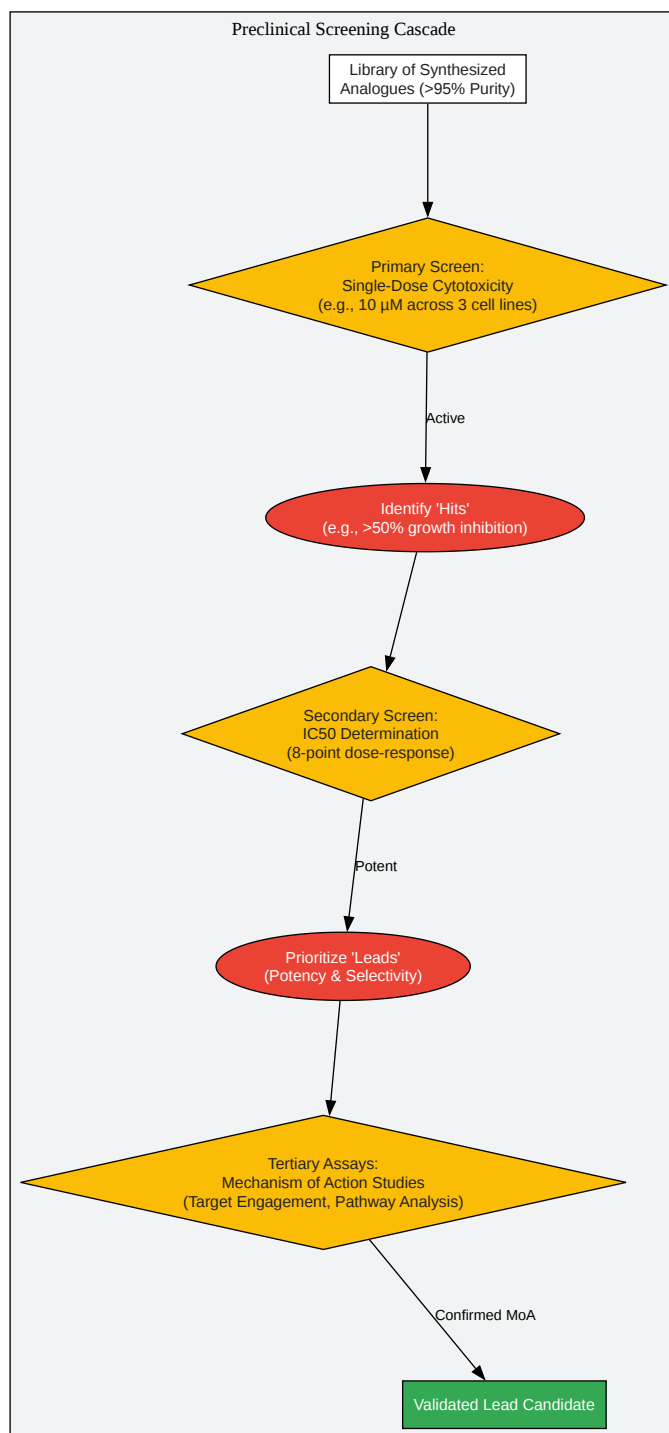 Preclinical Screening Cascade
Library of Synthesized
Analogues (>95% Purity)
Primary Screen:
Single-Dose Cytotoxicity
(e.g., 10 µM across 3 cell lines)
Active
Identify 'Hits'
(e.g., >50% growth inhibition)
Secondary Screen:
IC50 Determination
(8-point dose-response)
Potent
Prioritize 'Leads'
(Potency & Selectivity)
Tertiary Assays:
Mechanism of Action Studies
(Target Engagement, Pathway Analysis)
Confirmed MoA
Validated Lead Candidate